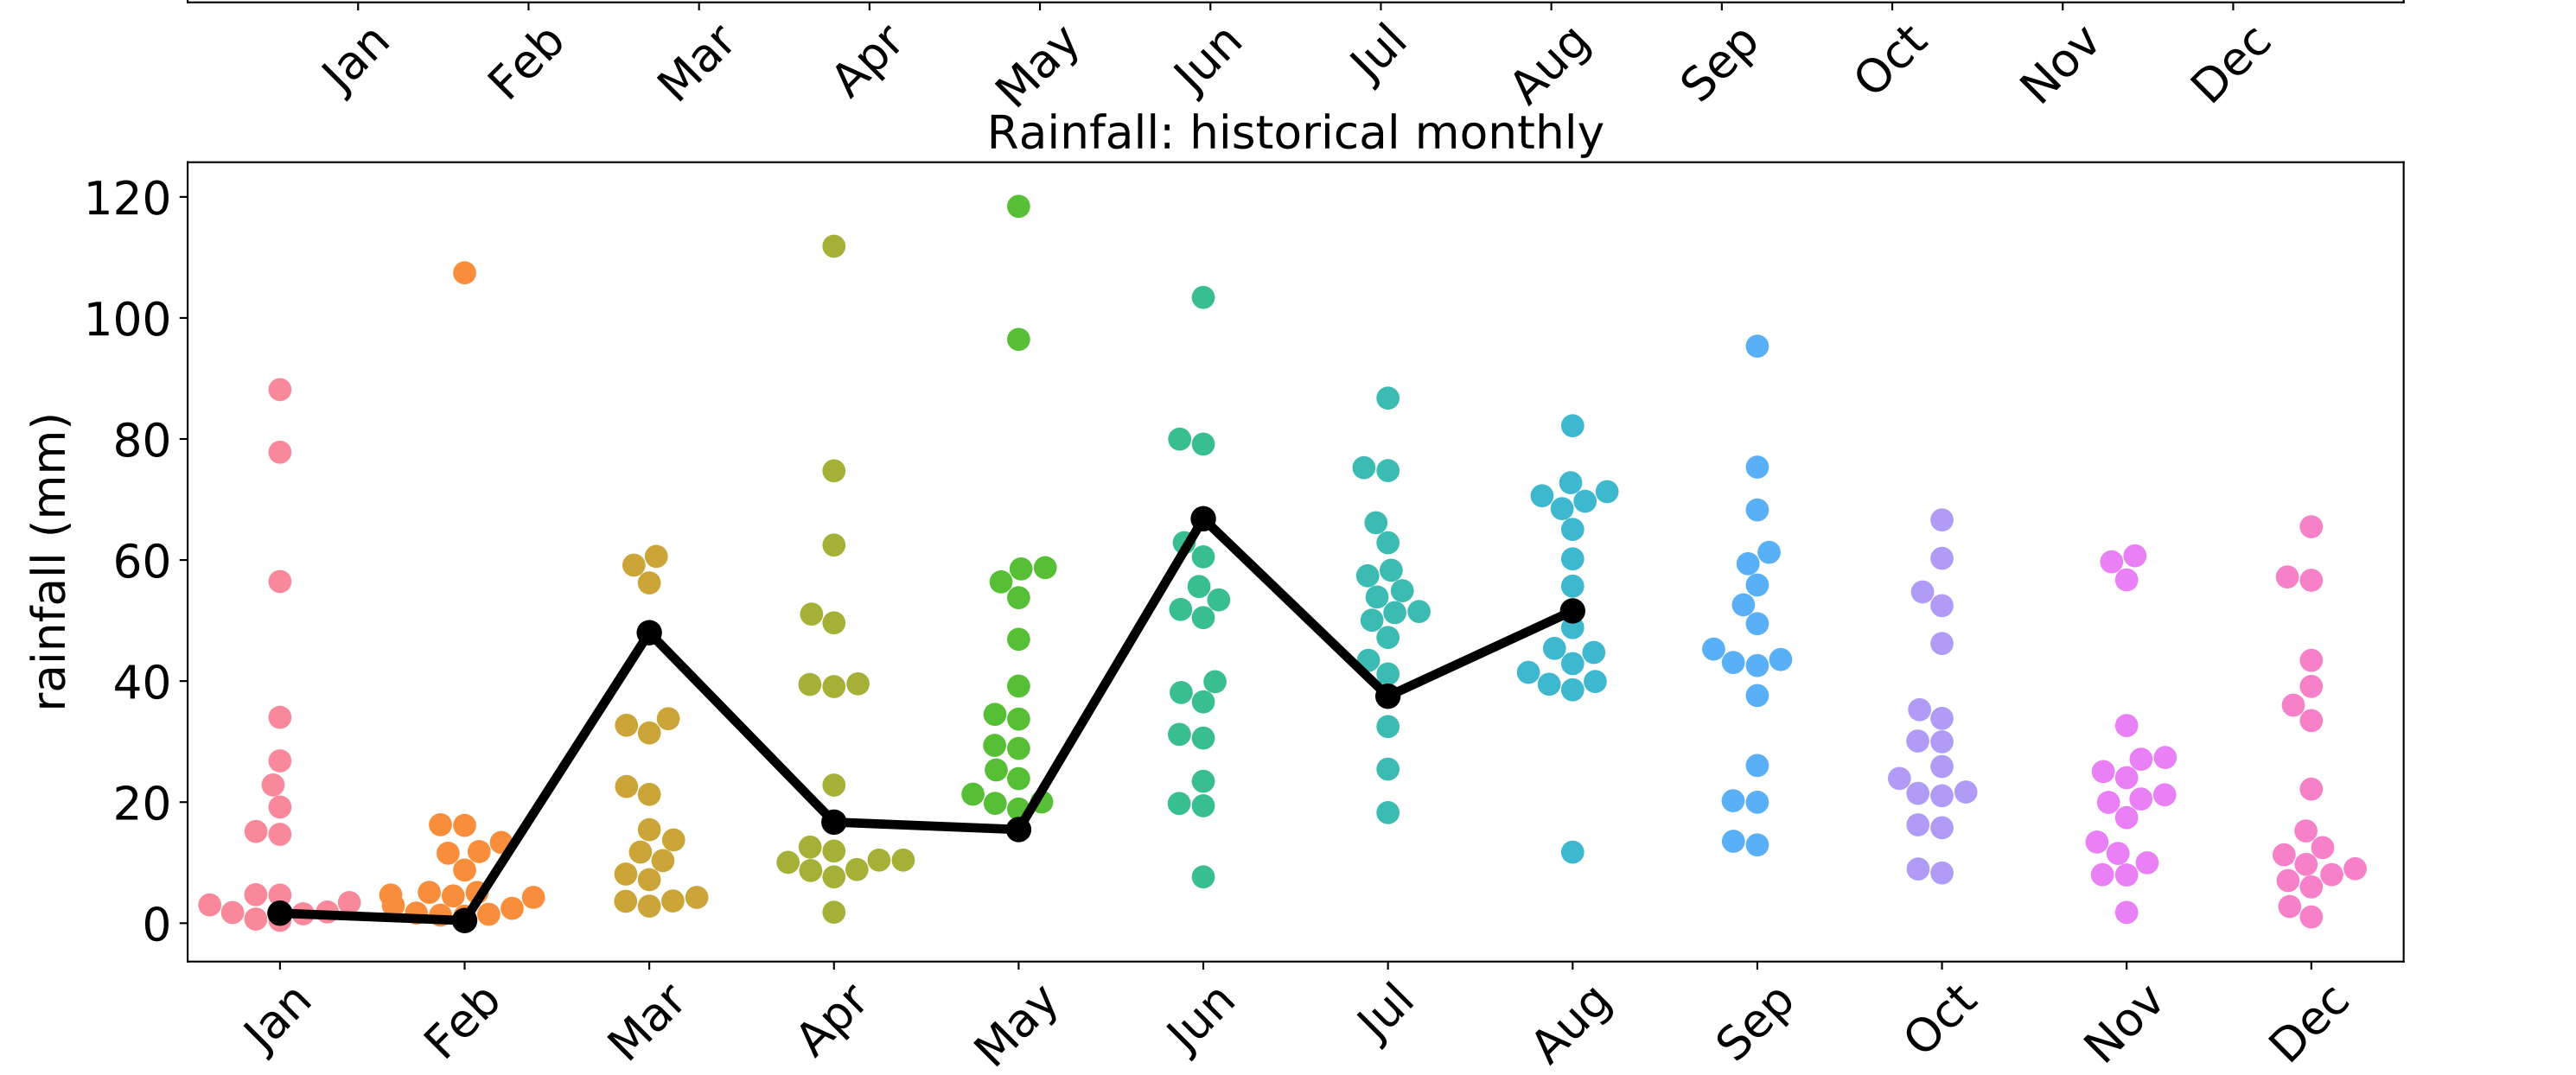 Jan Feb Mar Apr May Jun Jul Aug Sep Oct Nov Dec
Rainfall: historical monthly
120
100
80
60
40
20
0
rainfall (mm)
Jan Feb Mar Apr May Jun Jul Aug Sep Oct Nov Dec